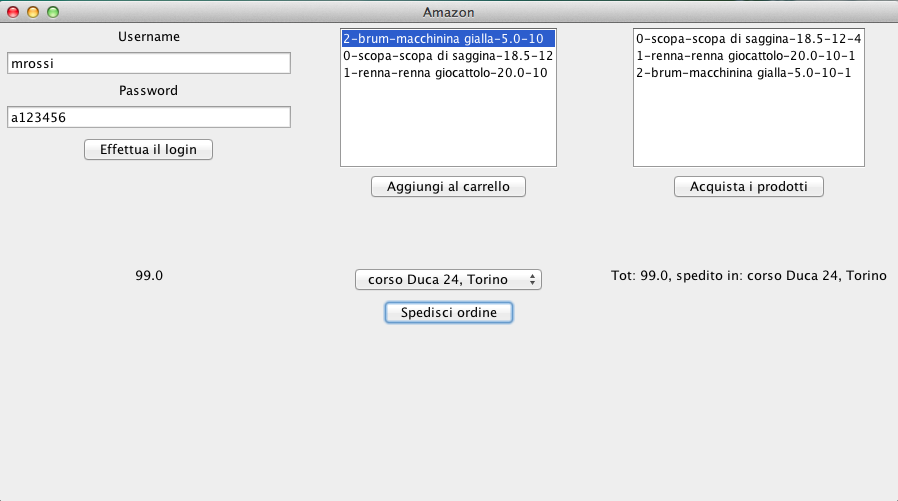 Amazon
Username
mrossi
Password
a123456
Effettua il login
2-brum-macchinina gialla-5.0-10
0-scopa-scopa di saggina-18.5-12
1-renna-renna giocattolo-20.0-10
Aggiungi al carrello
0-scopa-scopa di saggina-18.5-12-4
1-renna-renna giocattolo-20.0-10-1
2-brum-macchinina gialla-5.0-10-1
Acquista i prodotti
99.0
corso Duca 24, Torino
Spedisci ordine
Tot: 99.0, spedito in: corso Duca 24, Torino